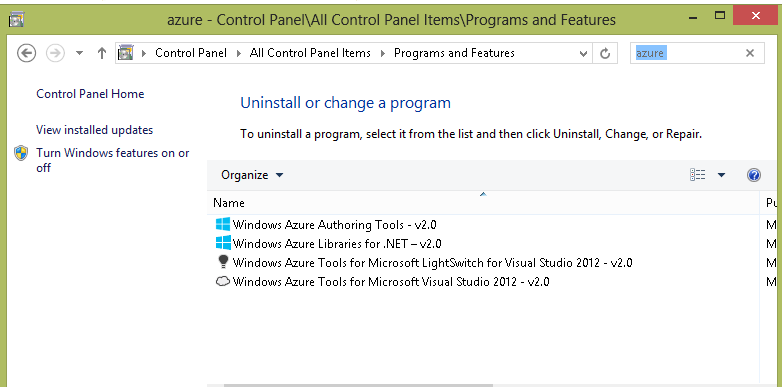 azure - Control Panel\All Control Panel Items\Programs and Features
Control Panel All Control Panel Items Programs and Features azure
Control Panel Home
View installed updates
Turn Windows features on or
off
Uninstall or change a program
To uninstall a program, select it from the list and then click Uninstall, Change, or Repair.
Organize
Name Pu
Windows Azure Authoring Tools - v2.0 M
Windows Azure Libraries for .NET – v2.0 M
Windows Azure Tools for Microsoft LightSwitch for Visual Studio 2012 - v2.0 M
Windows Azure Tools for Microsoft Visual Studio 2012 - v2.0 M